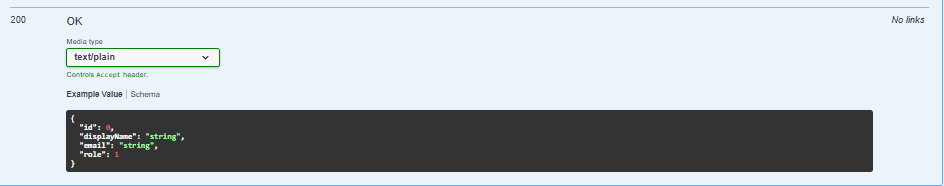 200 OK No links
Media type
text/plain
Controls Accept header.
Example Value Schema
{
"id": 0,
"displayName": "string",
"email": "string",
"role": 1
}